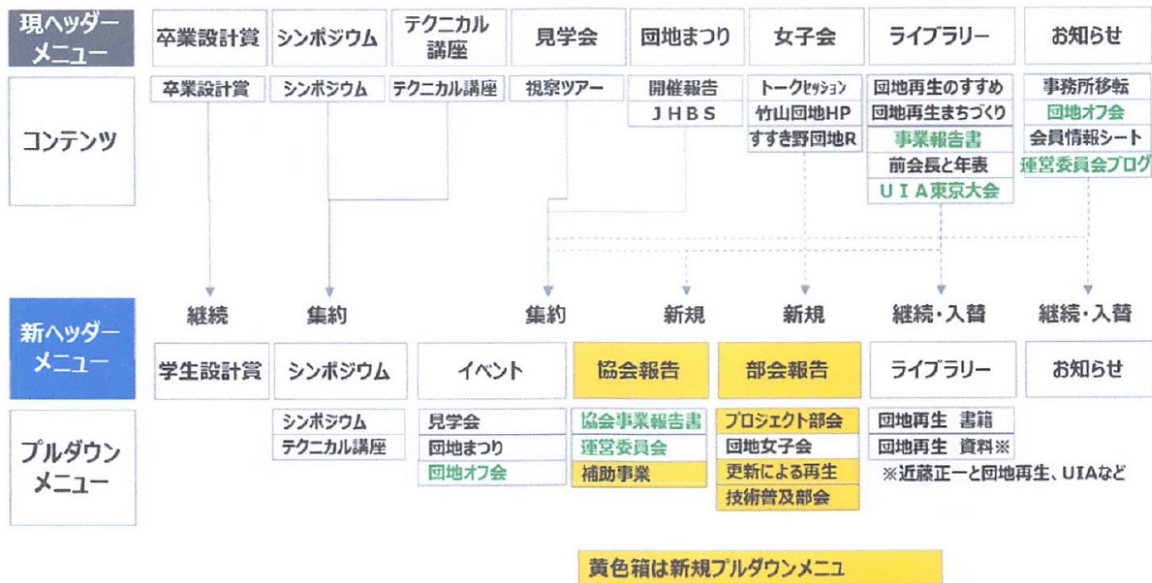 現ヘッダー
メニュー
卒業設計賞
シンポジウム
テクニカル
講座
見学会
団地まつり
女子会
ライブラリー
お知らせ
コンテンツ
卒業設計賞
シンポジウム
テクニカル講座
視察ツアー
開催報告
JHBS
トークセッション
竹山団地HP
すすき野団地R
団地再生のすすめ
団地再生まちづくり
事業報告書
前会長と年表
UIA東京大会
事務所移転
団地オフ会
会員情報シート
運営委員会ブログ
継続
集約
集約
新規
新規
継続・入替
継続・入替
新ヘッダー
メニュー
学生設計賞
シンポジウム
イベント
協会報告
部会報告
ライブラリー
お知らせ
プルダウン
メニュー
シンポジウム
テクニカル講座
見学会
団地まつり
団地オフ会
協会事業報告書
運営委員会
補助事業
プロジェクト部会
団地女子会
更新による再生
技術普及部会
団地再生 書籍
団地再生 資料※
※近藤正一と団地再生、UIAなど
黄色箱は新規プルダウンメニュ